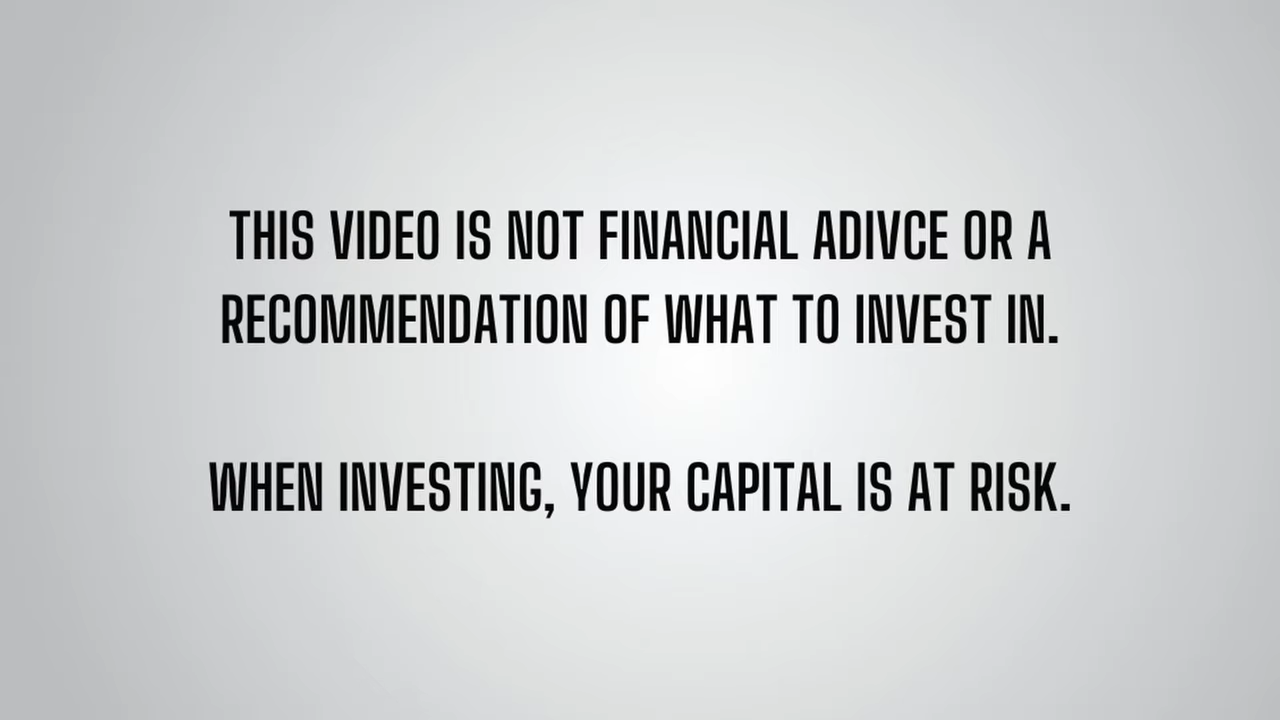 THIS VIDEO IS NOT FINANCIAL ADIVCE OR A
RECOMMENDATION OF WHAT TO INVEST IN.
WHEN INVESTING, YOUR CAPITAL IS AT RISK.